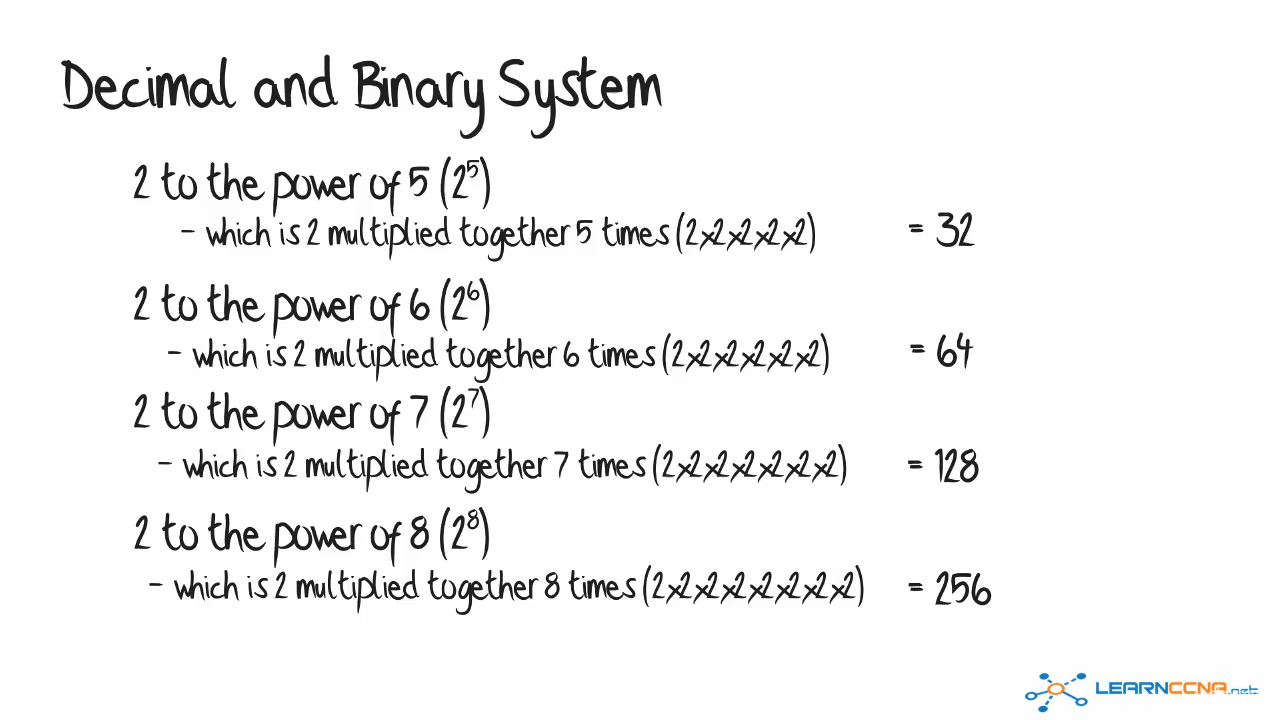 Decimal and Binary System
2 to the power of 5 (2⁵)
- which is 2 multiplied together 5 times (2x2x2x2x2) = 32
2 to the power of 6 (2⁶)
- which is 2 multiplied together 6 times (2x2x2x2x2x2) = 64
2 to the power of 7 (2⁷)
- which is 2 multiplied together 7 times (2x2x2x2x2x2x2) = 128
2 to the power of 8 (2⁸)
- which is 2 multiplied together 8 times (2x2x2x2x2x2x2x2) = 256
LEARNCCNA.net